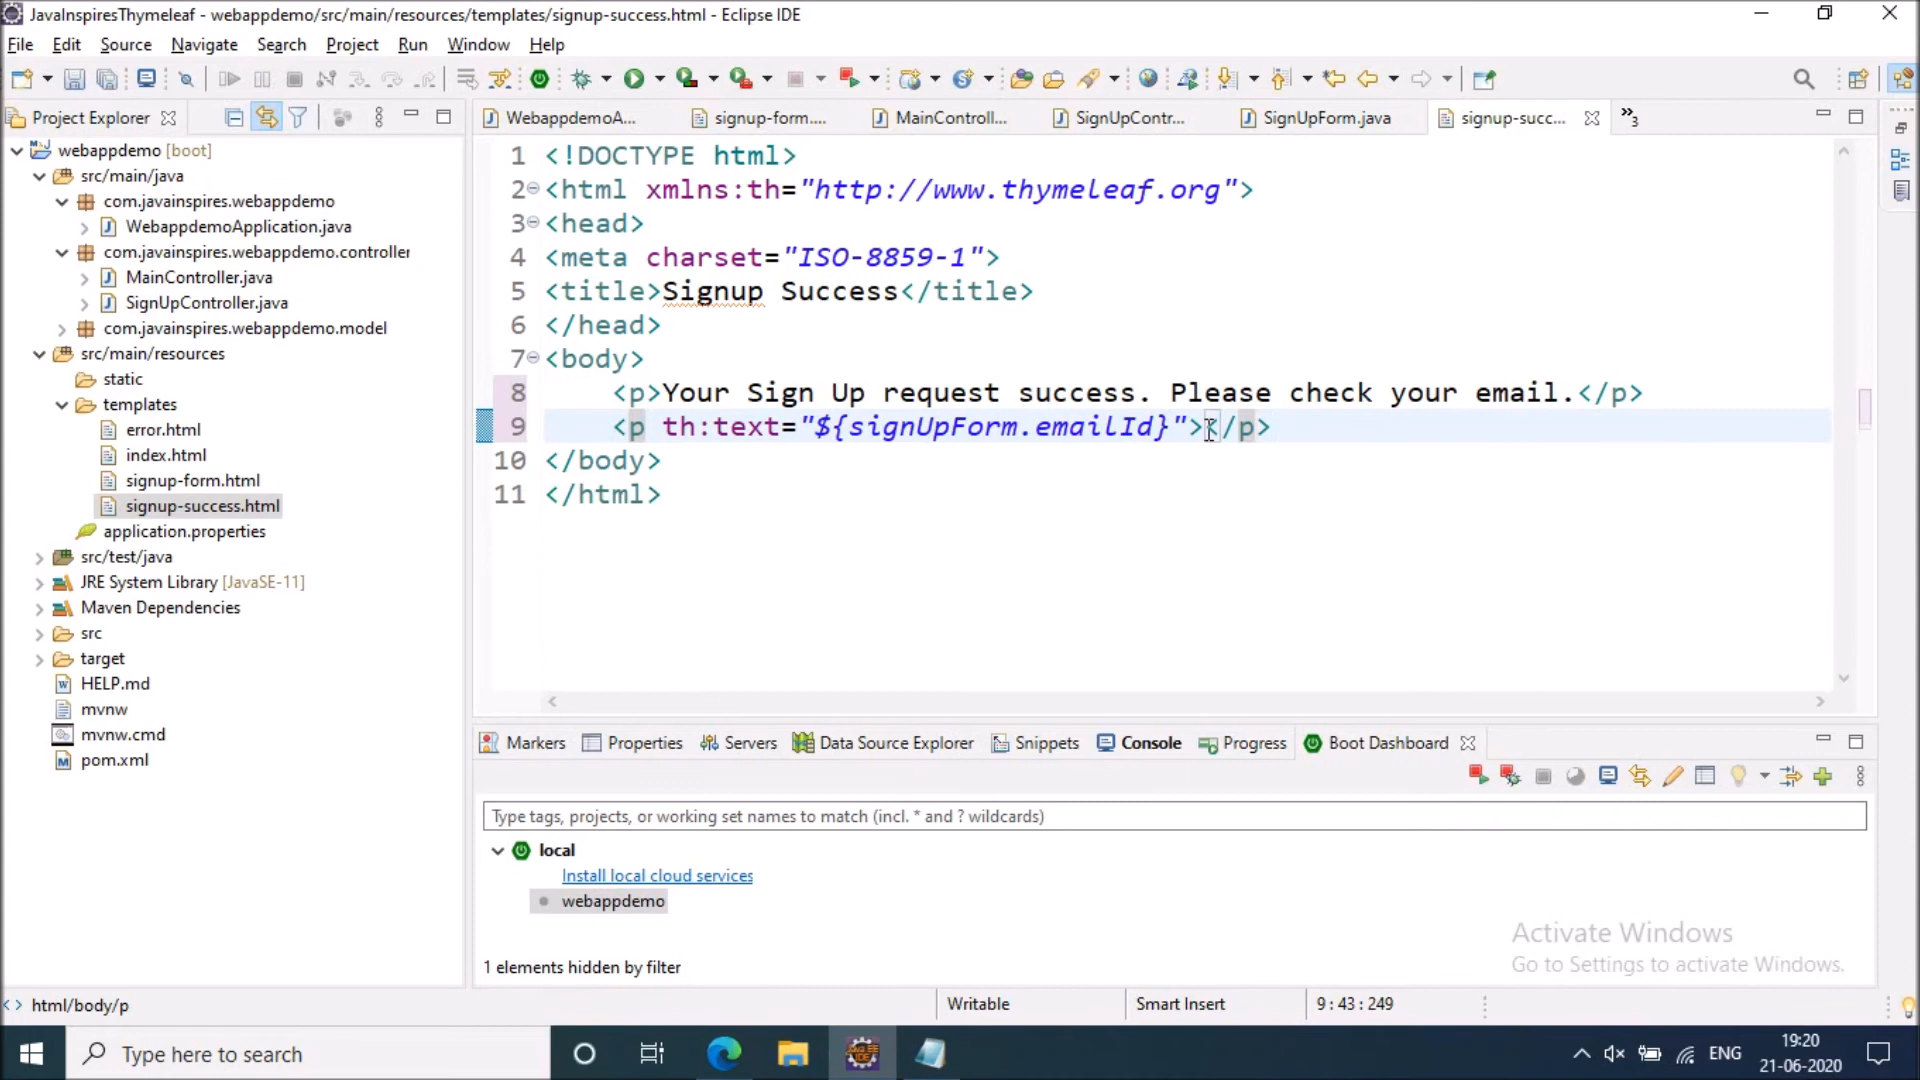 JavaInspiresThymeleaf - webappdemo/src/main/resources/templates/signup-success.html - Eclipse IDE
File Edit Source Navigate Search Project Run Window Help
Project Explorer
WebappdemoA...
signup-form....
MainControll...
SignUpContr...
SignUpForm.java
signup-succ...
»3
webappdemo [boot]
src/main/java
com.javainspires.webappdemo
WebappdemoApplication.java
com.javainspires.webappdemo.controller
MainController.java
SignUpController.java
com.javainspires.webappdemo.model
src/main/resources
static
templates
error.html
index.html
signup-form.html
signup-success.html
application.properties
src/test/java
JRE System Library [JavaSE-11]
Maven Dependencies
src
target
HELP.md
mvnw
mvnw.cmd
pom.xml
1 <!DOCTYPE html>
2 <html xmlns:th="http://www.thymeleaf.org">
3 <head>
4 <meta charset="ISO-8859-1">
5 <title>Signup Success</title>
6 </head>
7 <body>
8 <p>Your Sign Up request success. Please check your email.</p>
9 <p th:text="${signUpForm.emailId}"></p>
10 </body>
11 </html>
Markers Properties Servers Data Source Explorer Snippets Console Progress Boot Dashboard
Type tags, projects, or working set names to match (incl. * and ? wildcards)
local
Install local cloud services
webappdemo
1 elements hidden by filter
Activate Windows
Go to Settings to activate Windows.
html/body/p
Writable
Smart Insert
9 : 43 : 249
Type here to search
ENG
19:20
21-06-2020